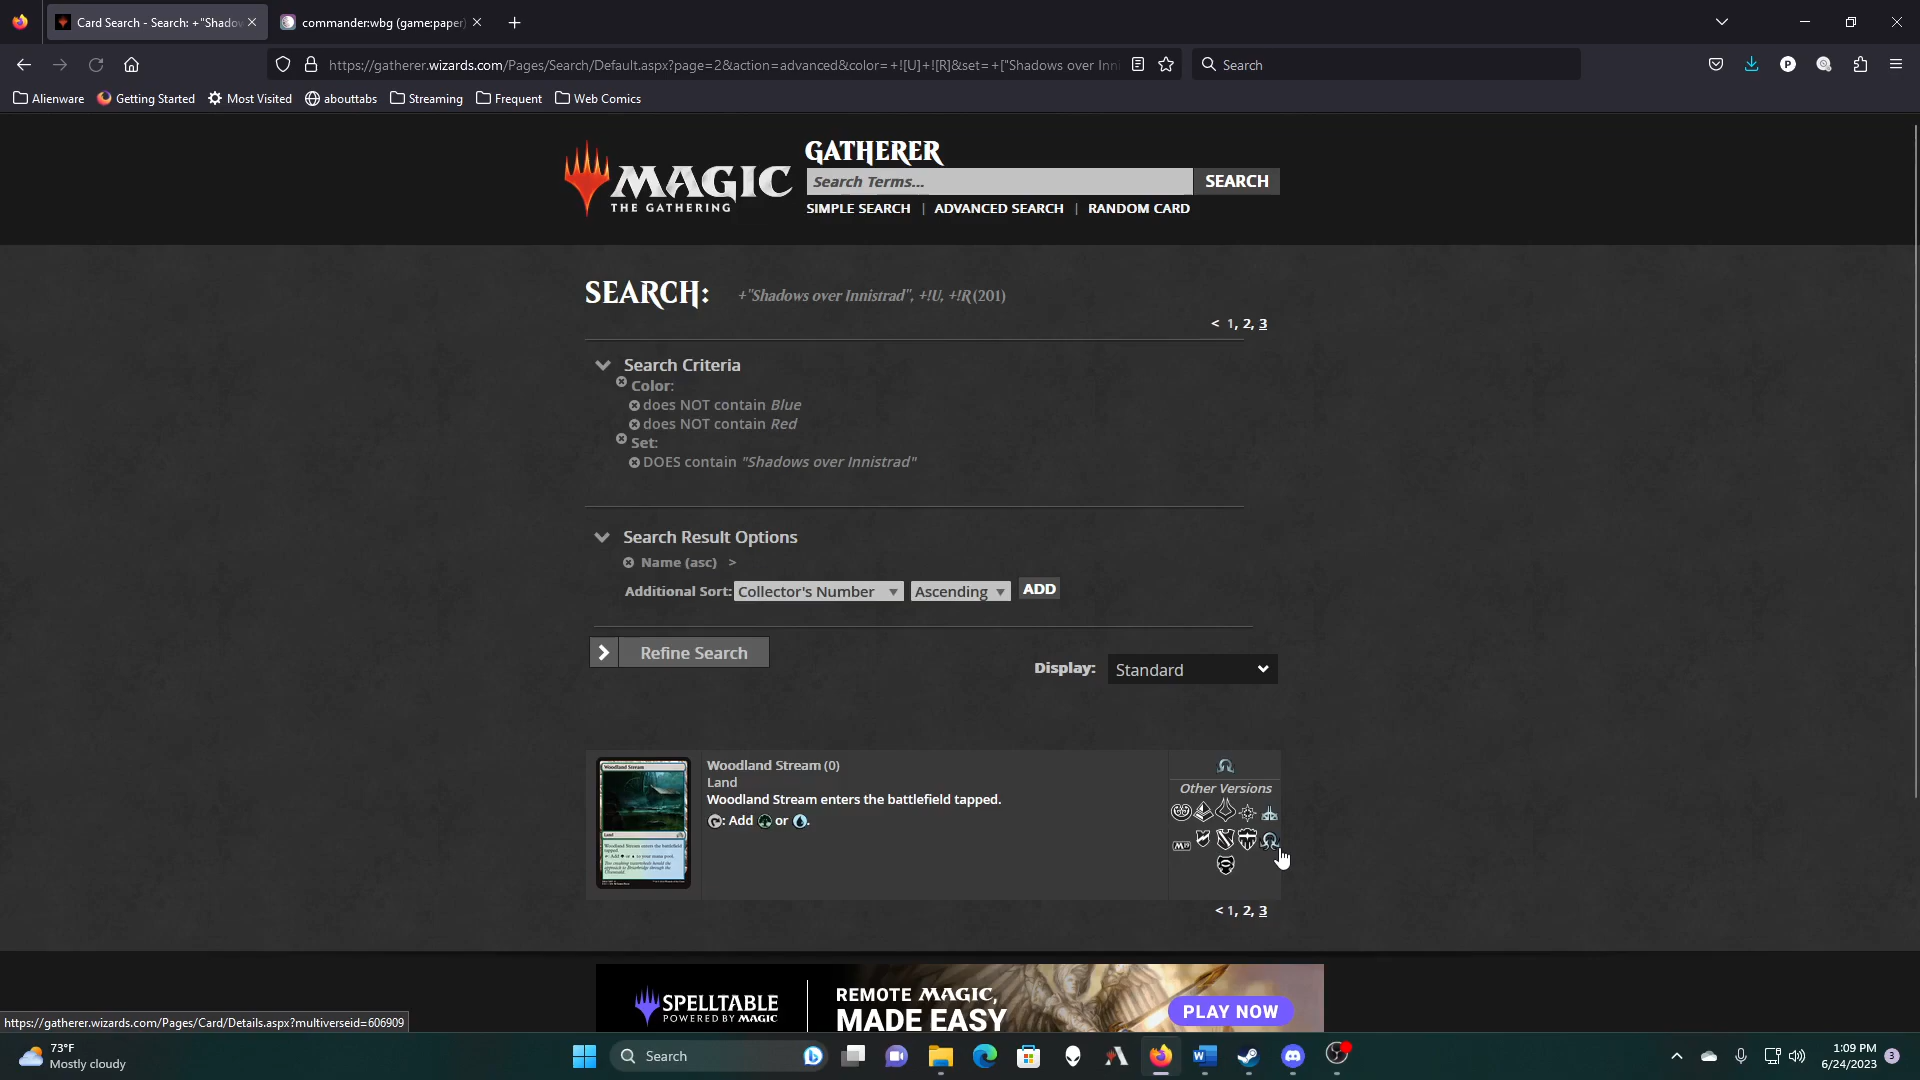 Card Search - Search: +"Shadow
commander:wbg (game:paper)
https://gatherer.wizards.com/Pages/Search/Default.aspx?page=2&action=advanced&color=+![U]+![R]&set=+["Shadows over Inni
Search
Alienware
Getting Started
Most Visited
abouttabs
Streaming
Frequent
Web Comics
MAGIC
THE GATHERING
GATHERER
Search Terms...
SEARCH
SIMPLE SEARCH | ADVANCED SEARCH | RANDOM CARD
SEARCH: +"Shadows over Innistrad", +!U, +!R (201)
< 1, 2, 3
Search Criteria
Color:
does NOT contain Blue
does NOT contain Red
Set:
DOES contain "Shadows over Innistrad"
Search Result Options
Name (asc) >
Additional Sort: Collector's Number Ascending ADD
Refine Search
Display: Standard
Woodland Stream
Land
Woodland Stream (0)
Land
Woodland Stream enters the battlefield tapped.
: Add or .
Other Versions
M19
< 1, 2, 3
SPELLTABLE
POWERED BY MAGIC
REMOTE MAGIC,
MADE EASY
PLAY NOW
https://gatherer.wizards.com/Pages/Card/Details.aspx?multiverseid=606909
73°F
Mostly cloudy
Search
1:09 PM
6/24/2023
3